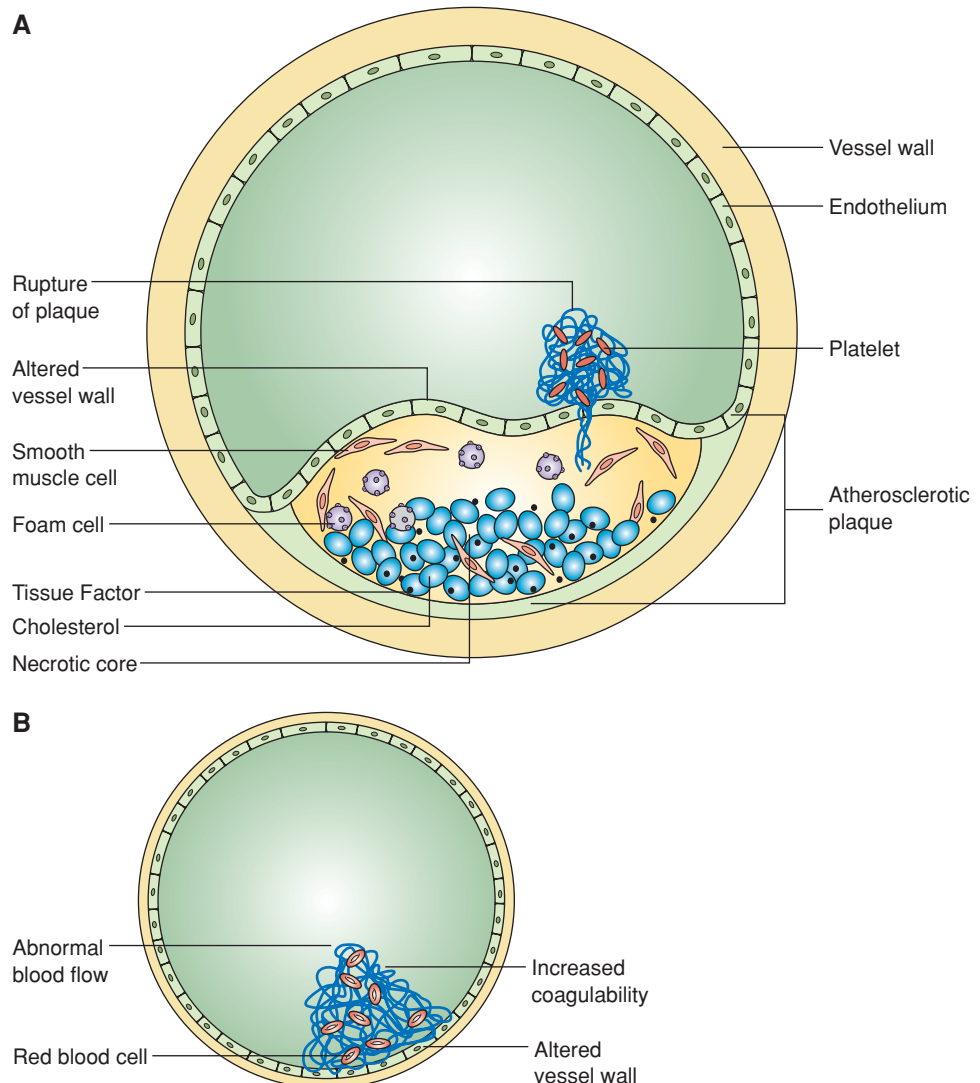 A
Vessel wall
Endothelium
Rupture
of plaque
Platelet
Altered
vessel wall
Smooth
muscle cell
Foam cell
Atherosclerotic
plaque
Tissue Factor
Cholesterol
Necrotic core
B
Abnormal
blood flow
Increased
coagulability
Red blood cell
Altered
vessel wall